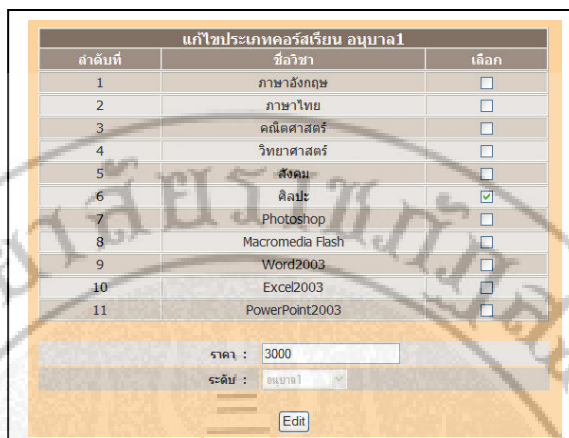 แก้ไขประเภทคอร์สเรียน อนุบาล1
ลำดับที่ ชื่อวิชา เลือก
1 ภาษาอังกฤษ
2 ภาษาไทย
3 คณิตศาสตร์
4 วิทยาศาสตร์
5 สังคม
6 ศิลปะ
7 Photoshop
8 Macromedia Flash
9 Word2003
10 Excel2003
11 PowerPoint2003
ราคา : 3000
ระดับ : อนุบาล1
Edit